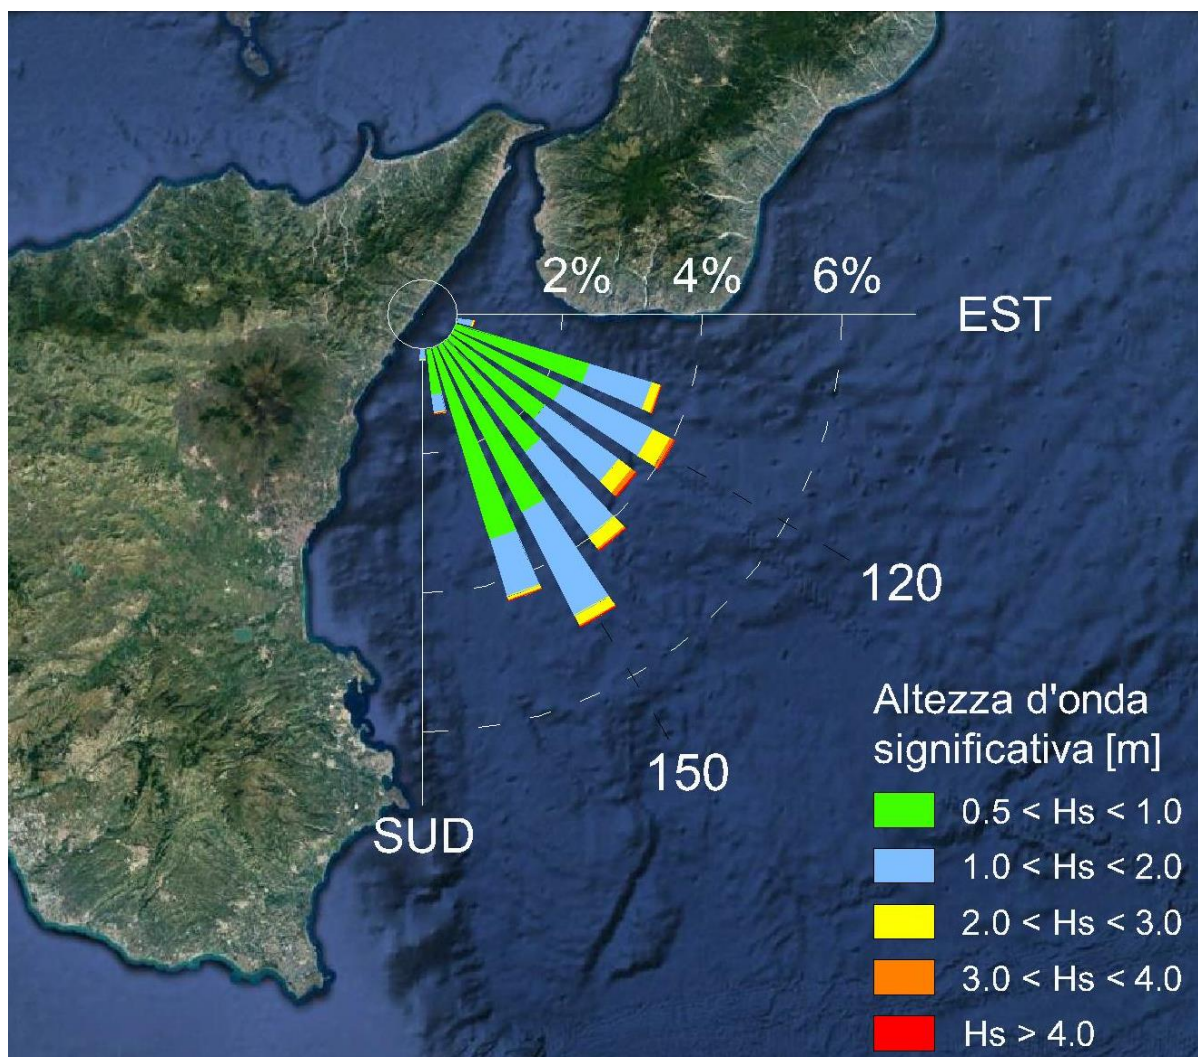 2%
4%
6%
EST
120
150
SUD
Altezza d'onda
significativa [m]
0.5 < Hs < 1.0
1.0 < Hs < 2.0
2.0 < Hs < 3.0
3.0 < Hs < 4.0
Hs > 4.0